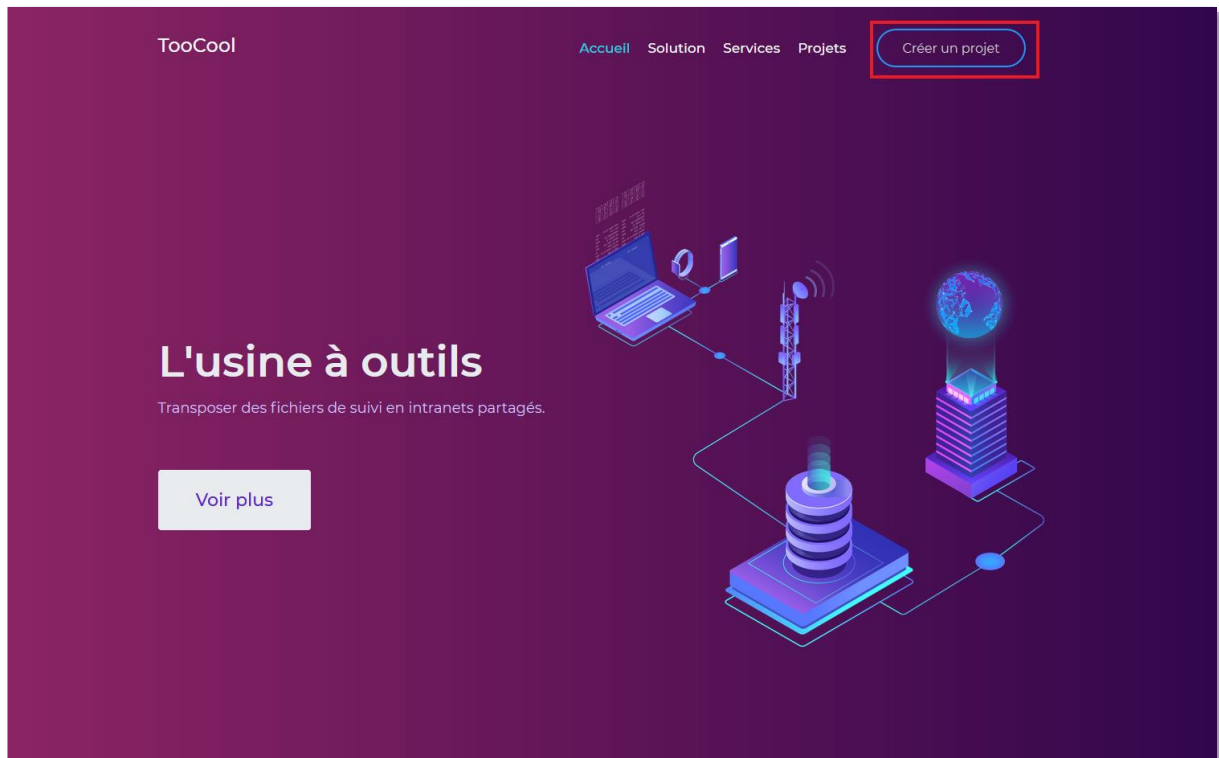 TooCool
Accueil Solution Services Projets Créer un projet
L'usine à outils
Transposer des fichiers de suivi en intranets partagés.
Voir plus